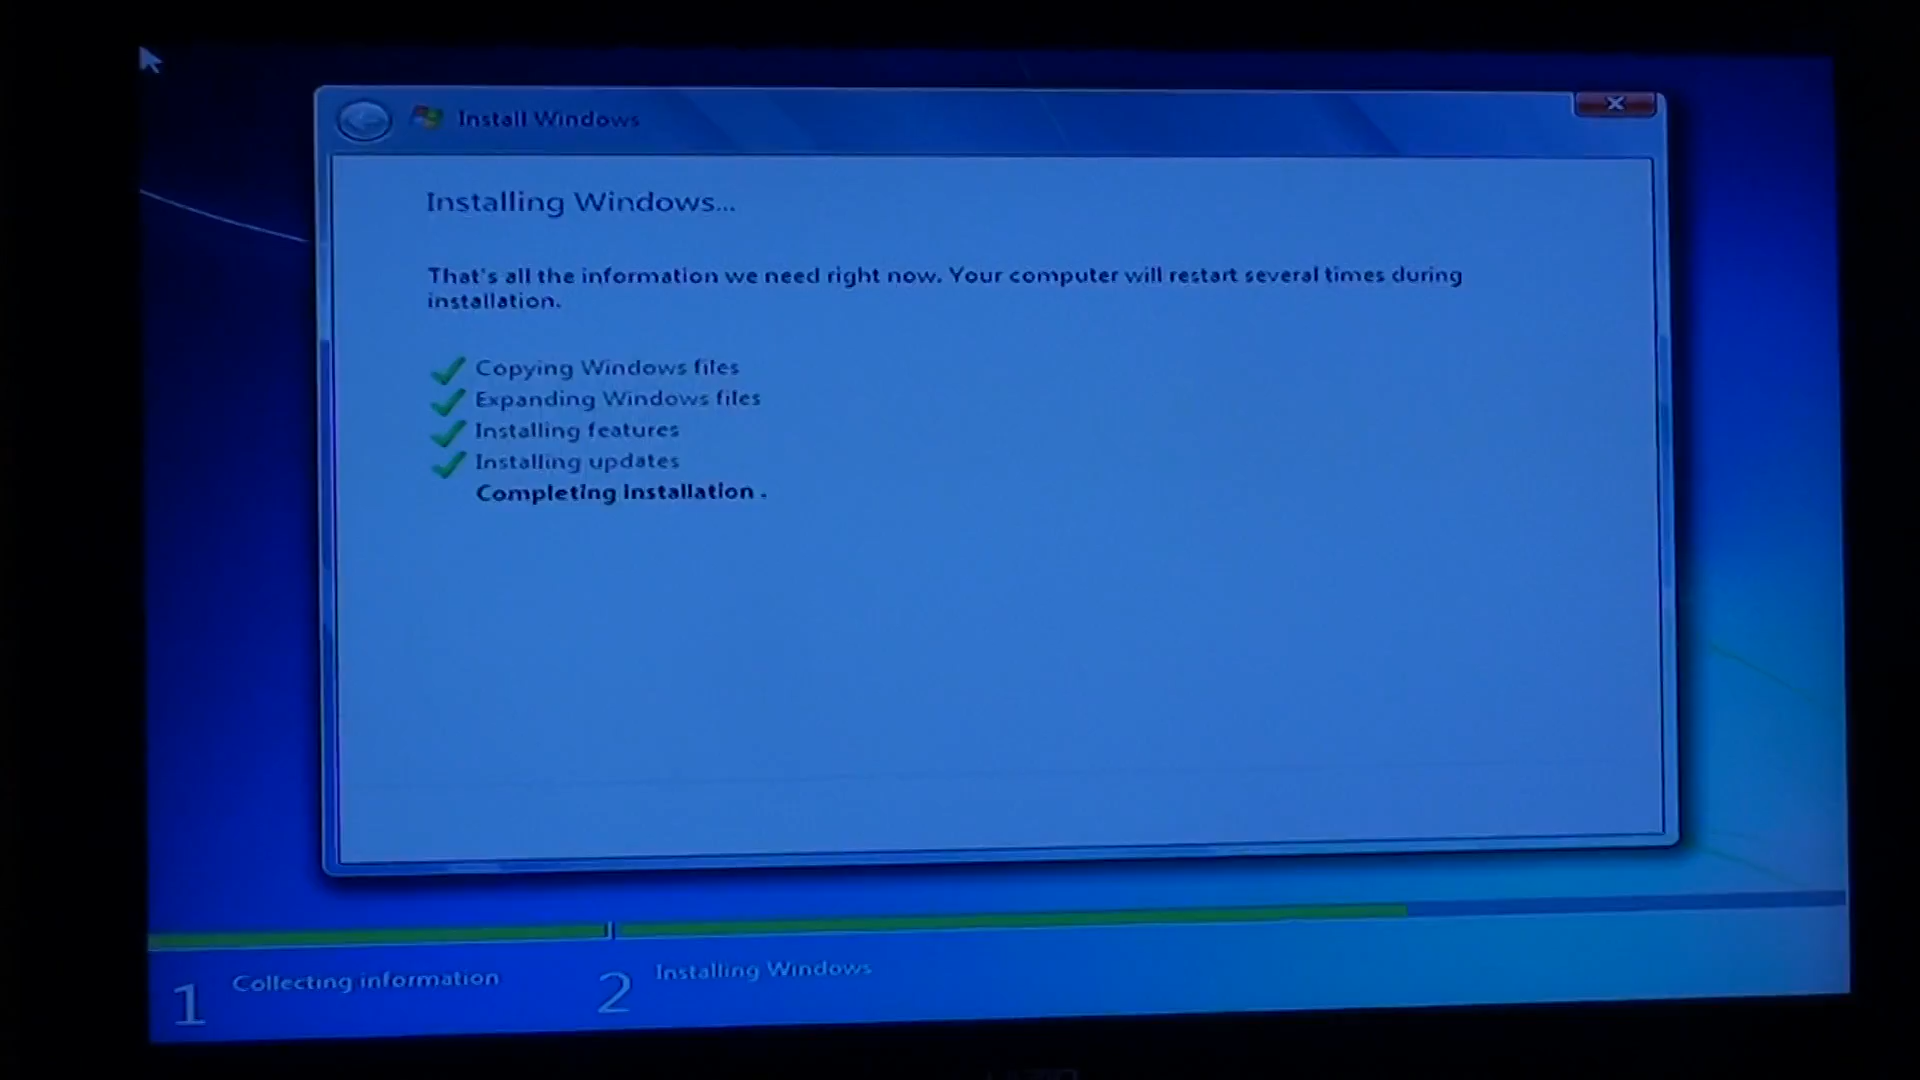 Install Windows
Installing Windows...
That's all the information we need right now. Your computer will restart several times during
installation.
Copying Windows files
Expanding Windows files
Installing features
Installing updates
Completing installation .
1 Collecting information
2 Installing Windows